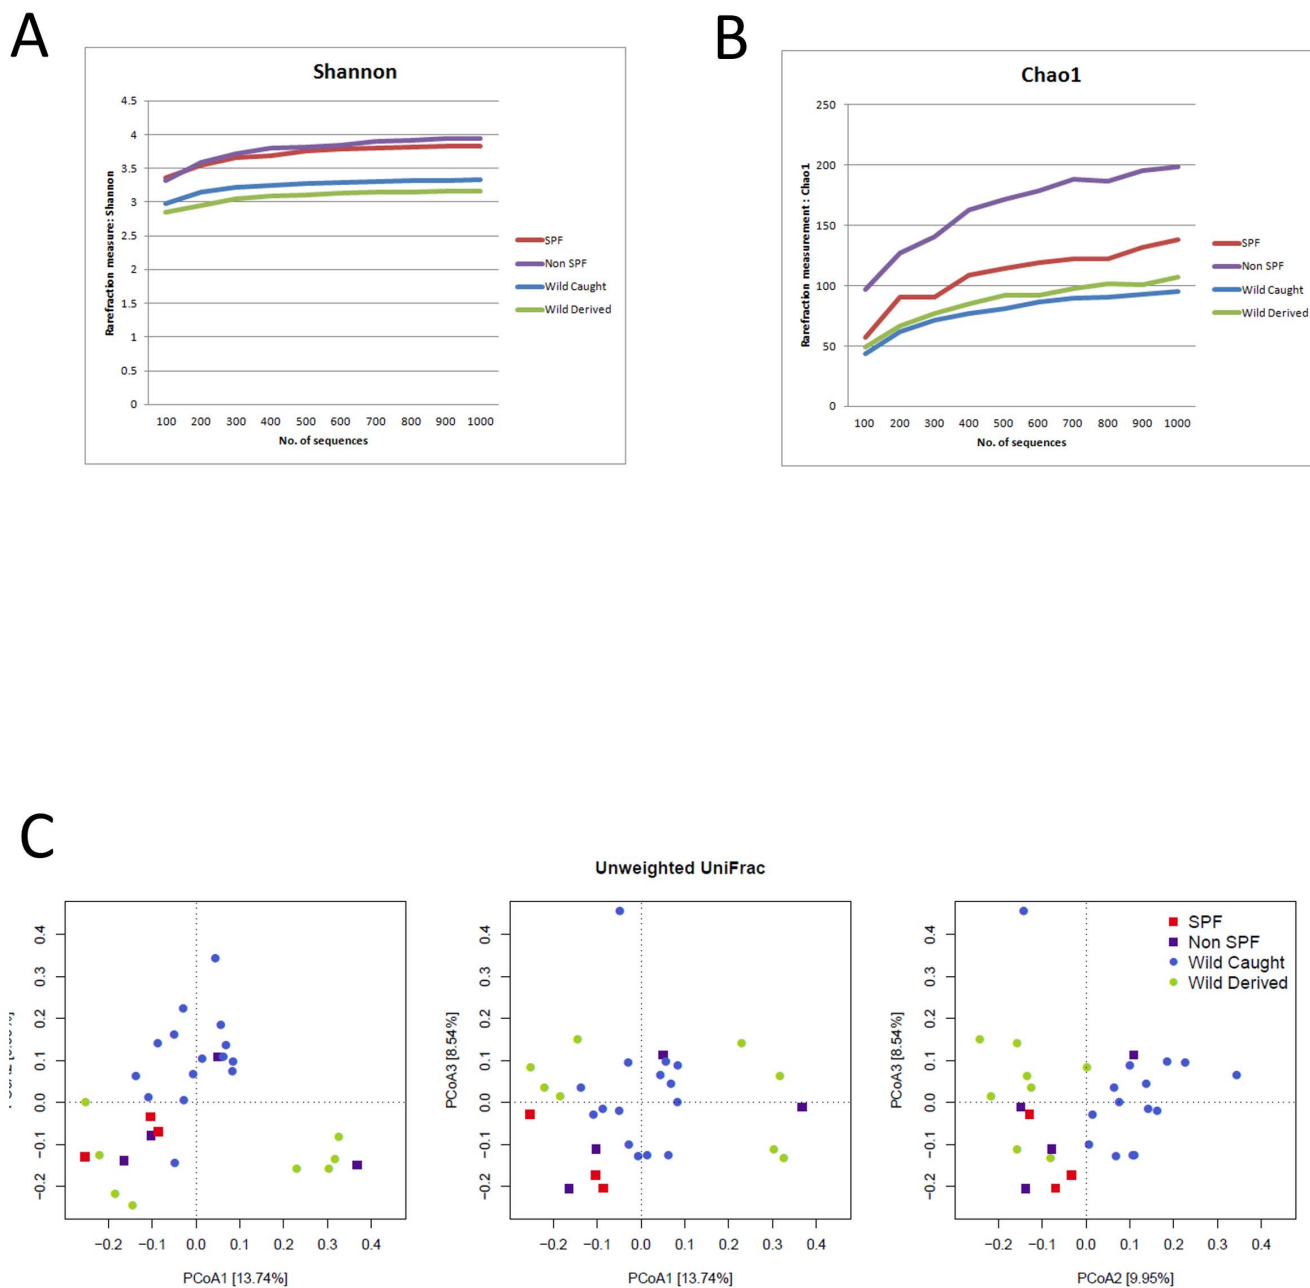 A
B
Shannon
Chao1
4.5
4
3.5
3
2.5
2
1.5
1
0.5
0
Rarefraction measure: Shannon
100 200 300 400 500 600 700 800 900 1000
No. of sequences
SPF
Non SPF
Wild Caught
Wild Derived
250
200
150
100
50
0
Rarefraction measurement : Chao1
100 200 300 400 500 600 700 800 900 1000
No. of sequences
SPF
Non SPF
Wild Caught
Wild Derived
C
Unweighted UniFrac
0.4
0.3
0.2
0.1
0.0
−0.1
−0.2
−0.2 −0.1 0.0 0.1 0.2 0.3 0.4
PCoA1 [13.74%]
PCoA3 [8.54%]
0.4
0.3
0.2
0.1
0.0
−0.1
−0.2
−0.2 −0.1 0.0 0.1 0.2 0.3 0.4
PCoA1 [13.74%]
PCoA3 [8.54%]
0.4
0.3
0.2
0.1
0.0
−0.1
−0.2
−0.2 −0.1 0.0 0.1 0.2 0.3 0.4
PCoA2 [9.95%]
SPF
Non SPF
Wild Caught
Wild Derived